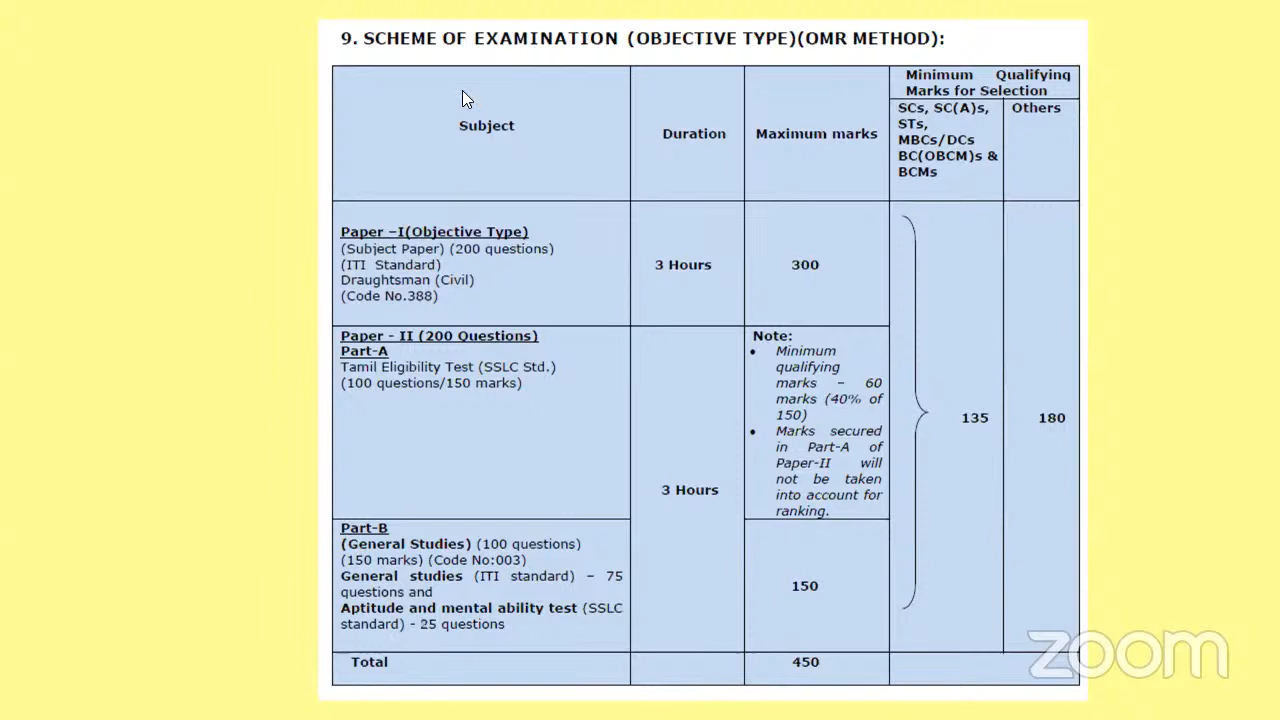 9. SCHEME OF EXAMINATION (OBJECTIVE TYPE)(OMR METHOD):
Subject
Duration
Maximum marks
Minimum Qualifying
Marks for Selection
SCs, SC(A)s,
STs,
MBCs/DCs
BC(OBCM)s &
BCMs
Others
Paper –I(Objective Type)
(Subject Paper) (200 questions)
(ITI Standard)
Draughtsman (Civil)
(Code No.388)
3 Hours
300
Paper - II (200 Questions)
Part-A
Tamil Eligibility Test (SSLC Std.)
(100 questions/150 marks)
3 Hours
Note:
• Minimum
qualifying
marks – 60
marks (40% of
150)
• Marks secured
in Part-A of
Paper-II will
not be taken
into account for
ranking.
135
180
Part-B
(General Studies) (100 questions)
(150 marks) (Code No:003)
General studies (ITI standard) – 75
questions and
Aptitude and mental ability test (SSLC
standard) - 25 questions
150
Total
450
zoom